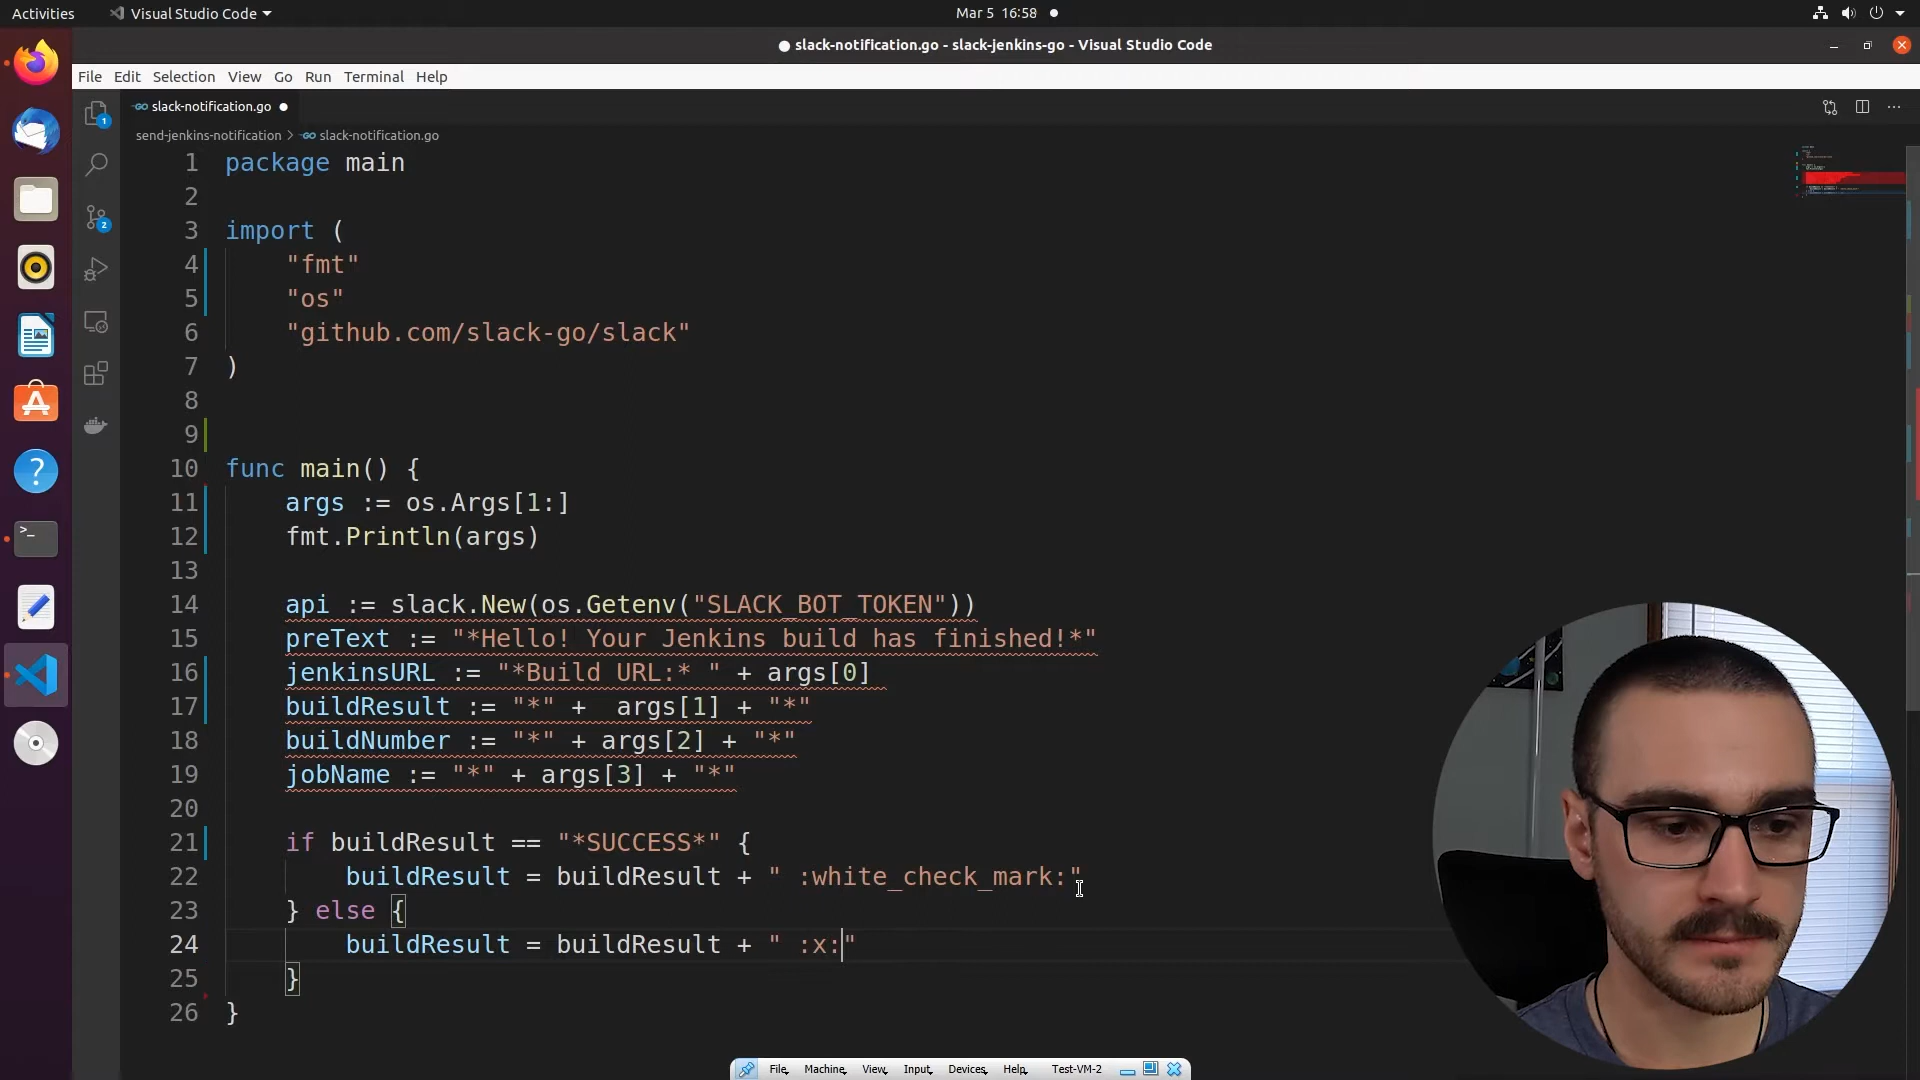 Activities
Visual Studio Code
Mar 5 16:58
slack-notification.go - slack-jenkins-go - Visual Studio Code
File Edit Selection View Go Run Terminal Help
slack-notification.go
send-jenkins-notification > slack-notification.go
1 package main
2
3 import (
4 "fmt"
5 "os"
6 "github.com/slack-go/slack"
7 )
8
9
10 func main() {
11 args := os.Args[1:]
12 fmt.Println(args)
13
14 api := slack.New(os.Getenv("SLACK_BOT_TOKEN"))
15 preText := "*Hello! Your Jenkins build has finished!*"
16 jenkinsURL := "*Build URL:* " + args[0]
17 buildResult := "*" +  args[1] + "*"
18 buildNumber := "*" + args[2] + "*"
19 jobName := "*" + args[3] + "*"
20
21 if buildResult == "*SUCCESS*" {
22 buildResult = buildResult + " :white_check_mark:"
23 } else {
24 buildResult = buildResult + " :x:"
25 }
26 }
1
2
File Machine View Input Devices Help Test-VM-2